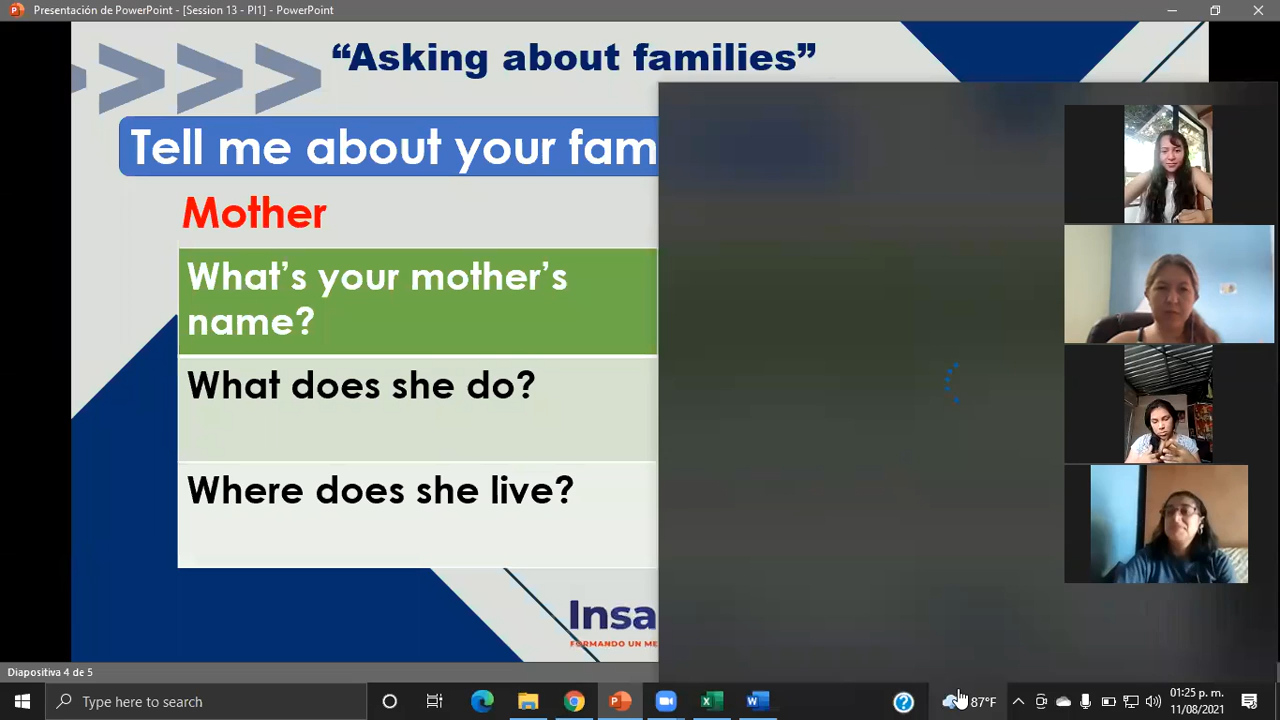 Presentación de PowerPoint - [Session 13 - PI1] - PowerPoint
“Asking about families”
Tell me about your fam
Mother
What’s your mother’s
name?
What does she do?
Where does she live?
Insa
FORMANDO UN ME
Diapositiva 4 de 5
Type here to search
87°F
01:25 p. m.
11/08/2021